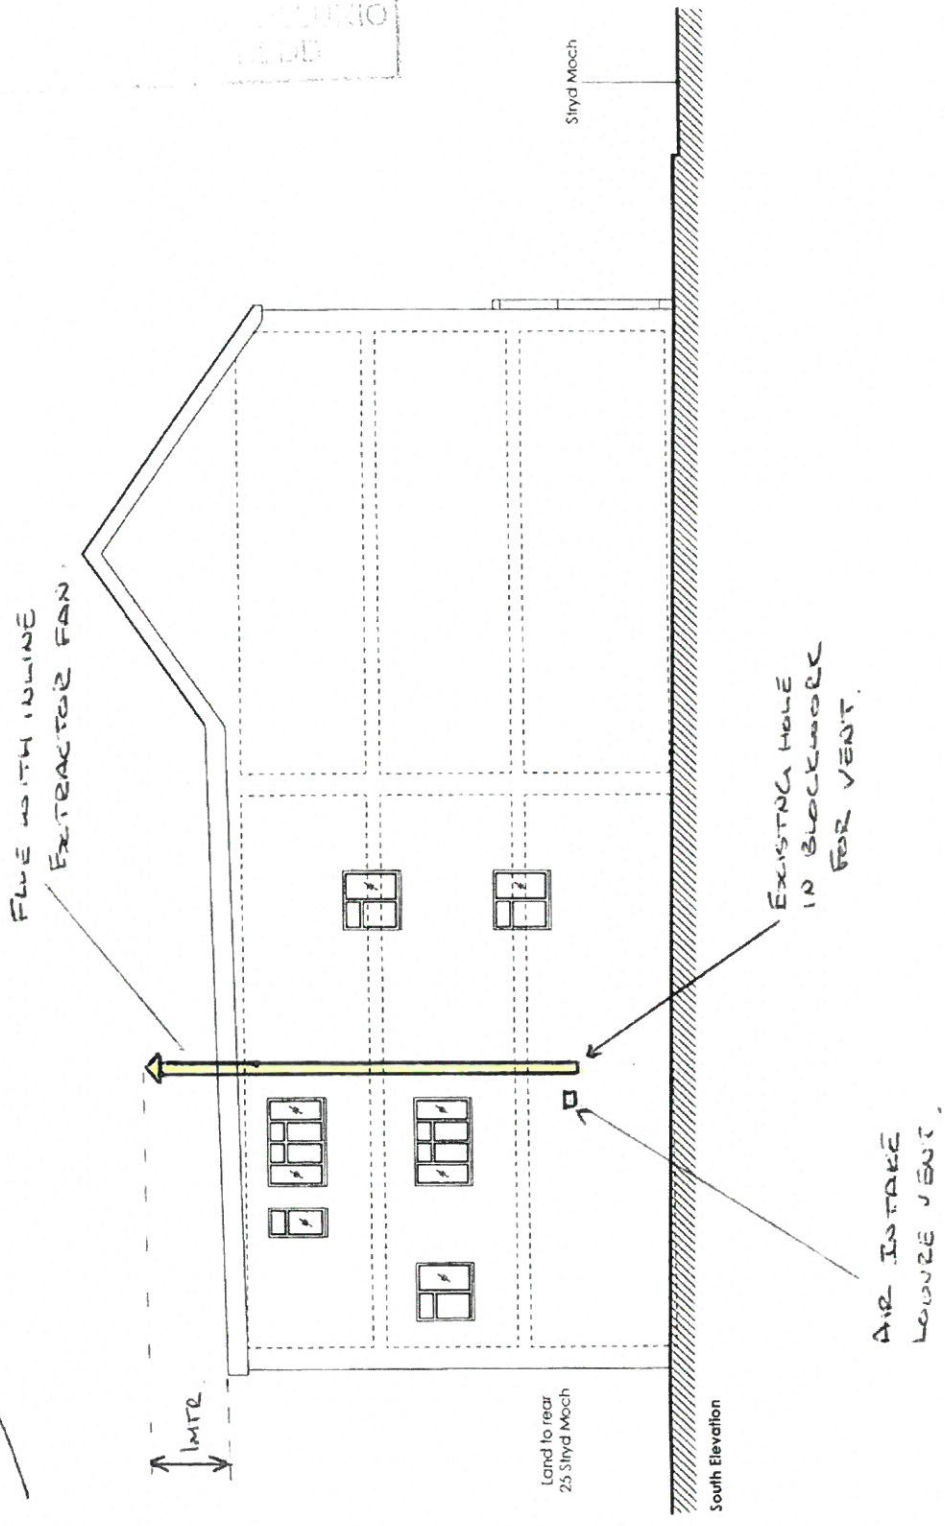 FLUE WITH INLINE
EXTRACTOR FAN.
1MTR
Stryd Moch
Land to rear
25 Stryd Moch
South Elevation
EXISTNG HOLE
IN BLOCKWORK
FOR VENT.
AIR INTAKE
LOUVRE VENT.